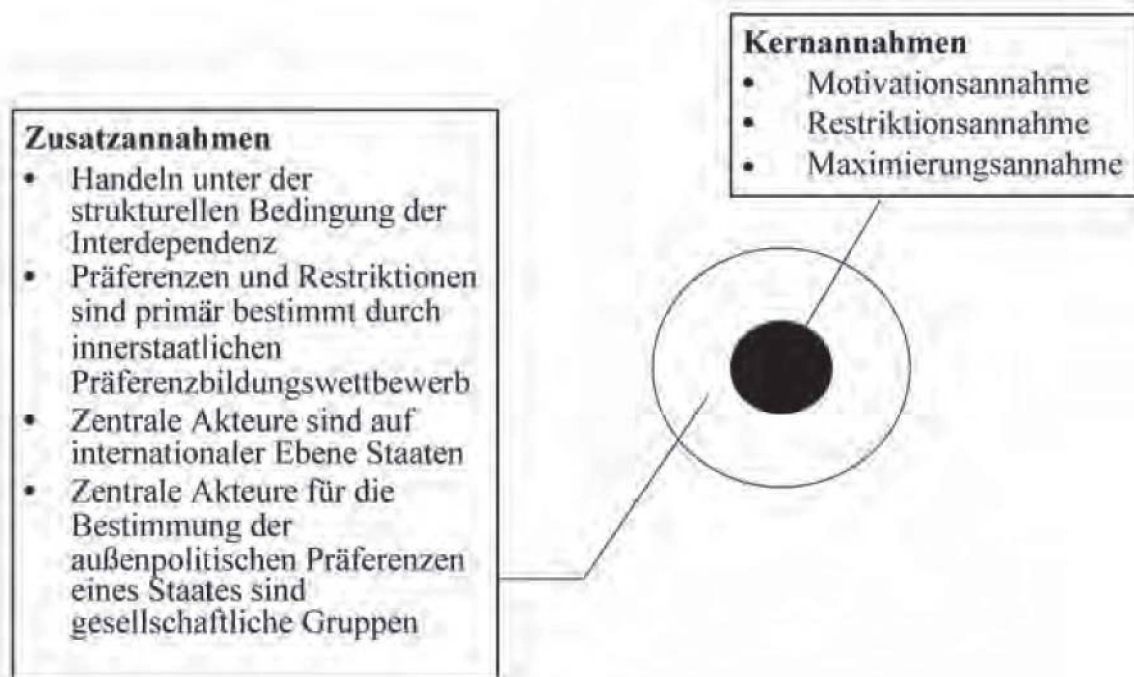 Kernannahmen
• Motivationsannahme
• Restriktionsannahme
• Maximierungsannahme
Zusatzannahmen
• Handeln unter der
strukturellen Bedingung der
Interdependenz
• Präferenzen und Restriktionen
sind primär bestimmt durch
innerstaatlichen
Präferenzbildungswettbewerb
• Zentrale Akteure sind auf
internationaler Ebene Staaten
• Zentrale Akteure für die
Bestimmung der
außenpolitischen Präferenzen
eines Staates sind
gesellschaftliche Gruppen